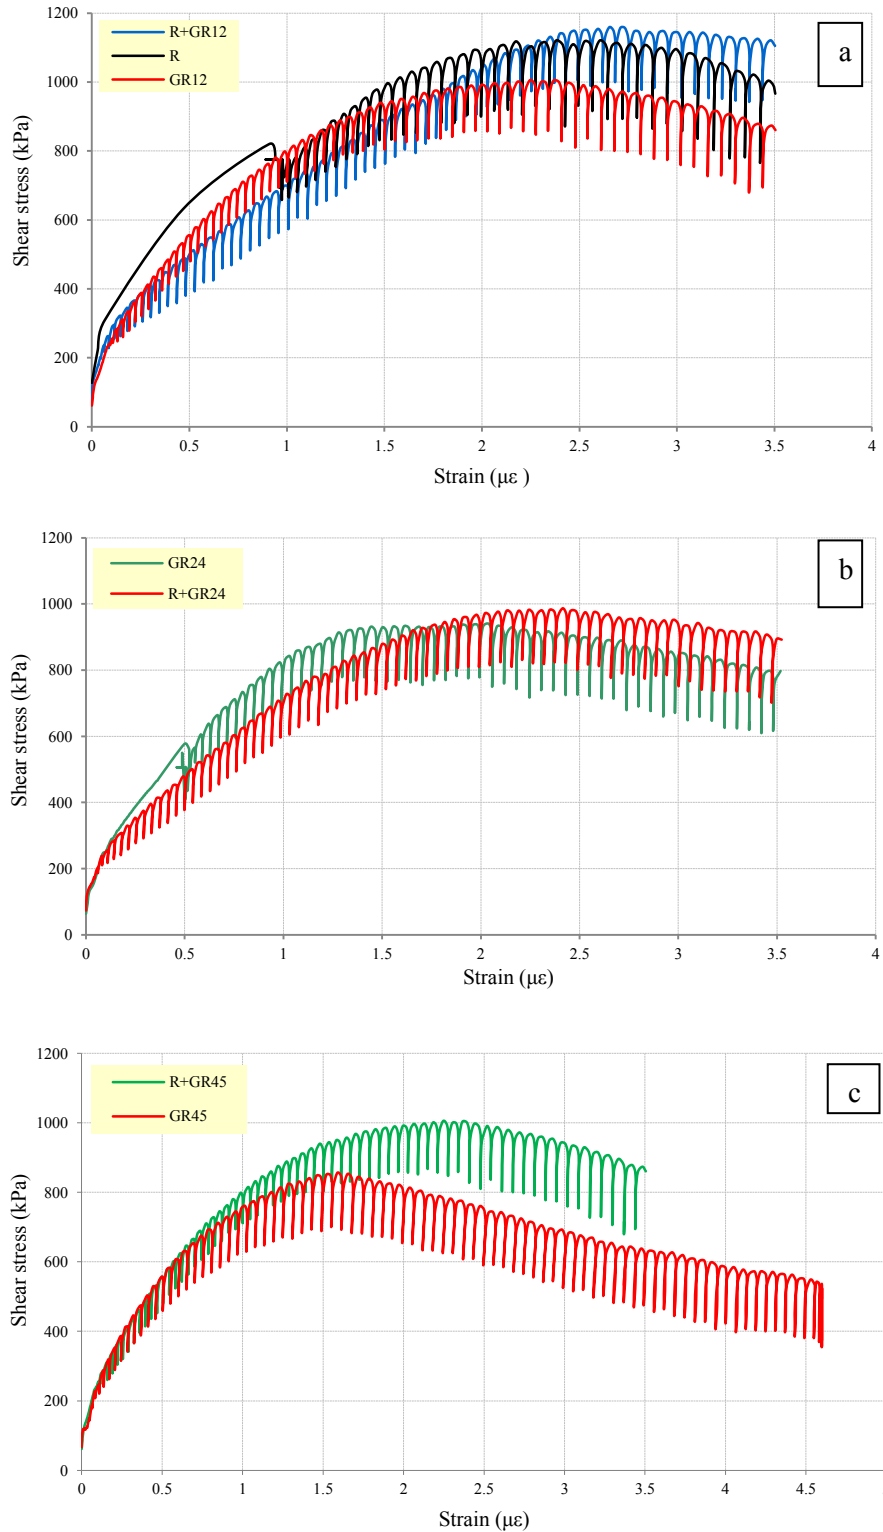 R+GR12
R
GR12
a
1200
1000
800
600
400
200
0
Shear stress (kPa)
0 0.5 1 1.5 2 2.5 3 3.5 4
Strain (με )
GR24
R+GR24
b
1200
1000
800
600
400
200
0
Shear stress (kPa)
0 0.5 1 1.5 2 2.5 3 3.5 4
Strain (με)
R+GR45
GR45
c
1200
1000
800
600
400
200
0
Shear stress (kPa)
0 0.5 1 1.5 2 2.5 3 3.5 4 4.5
Strain (με)